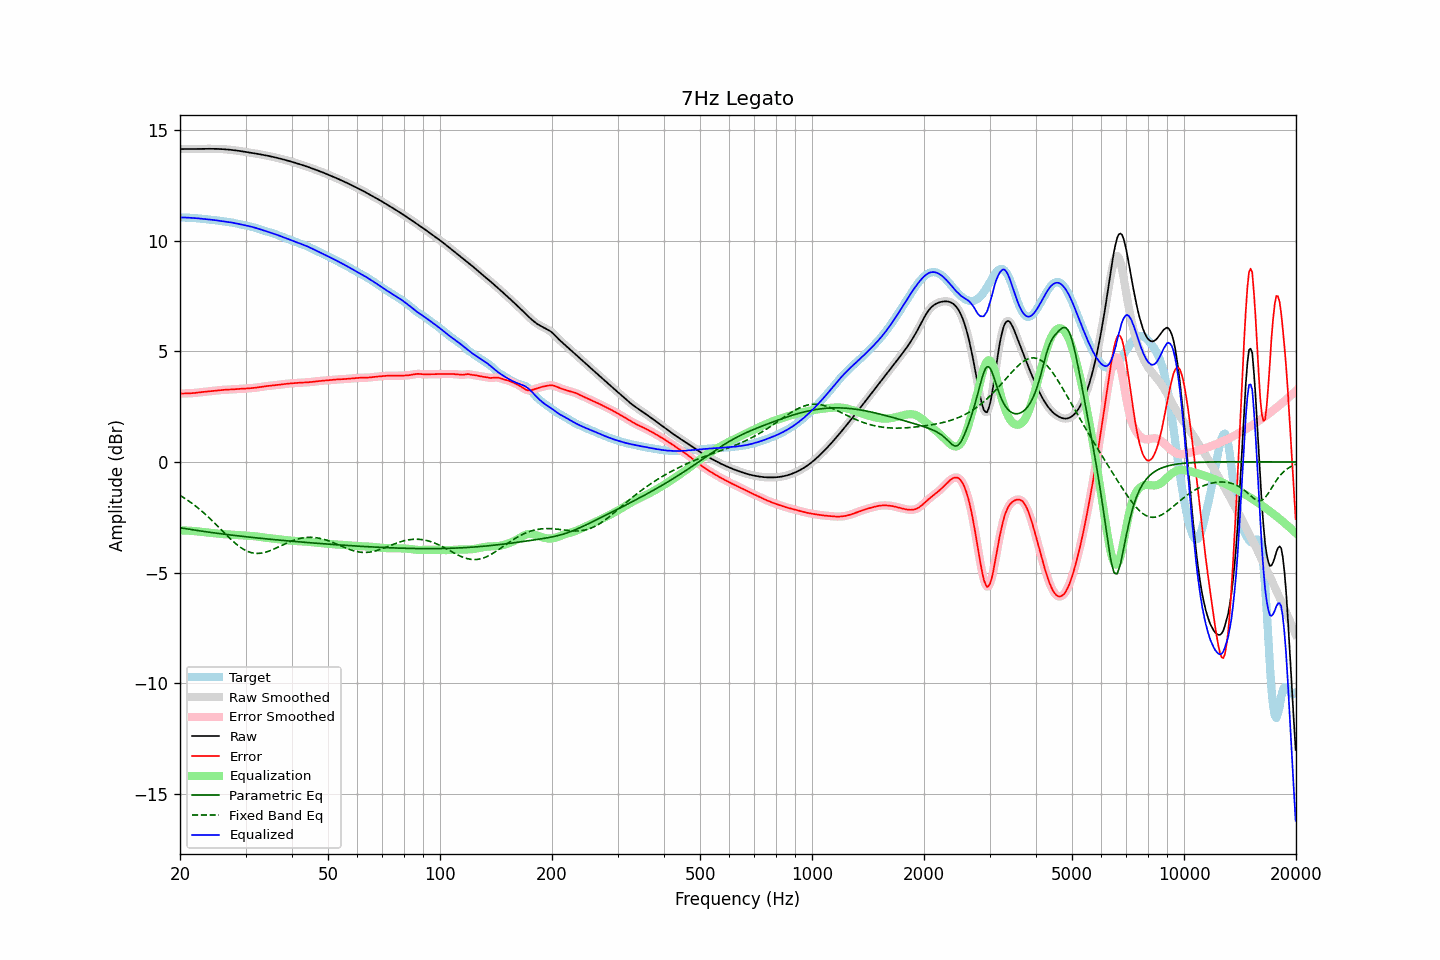 7Hz Legato
15
10
5
0
−5
−10
−15
Amplitude (dBr)
Target
Raw Smoothed
Error Smoothed
Raw
Error
Equalization
Parametric Eq
Fixed Band Eq
Equalized
20
50
100
200
500
1000
2000
5000
10000
20000
Frequency (Hz)